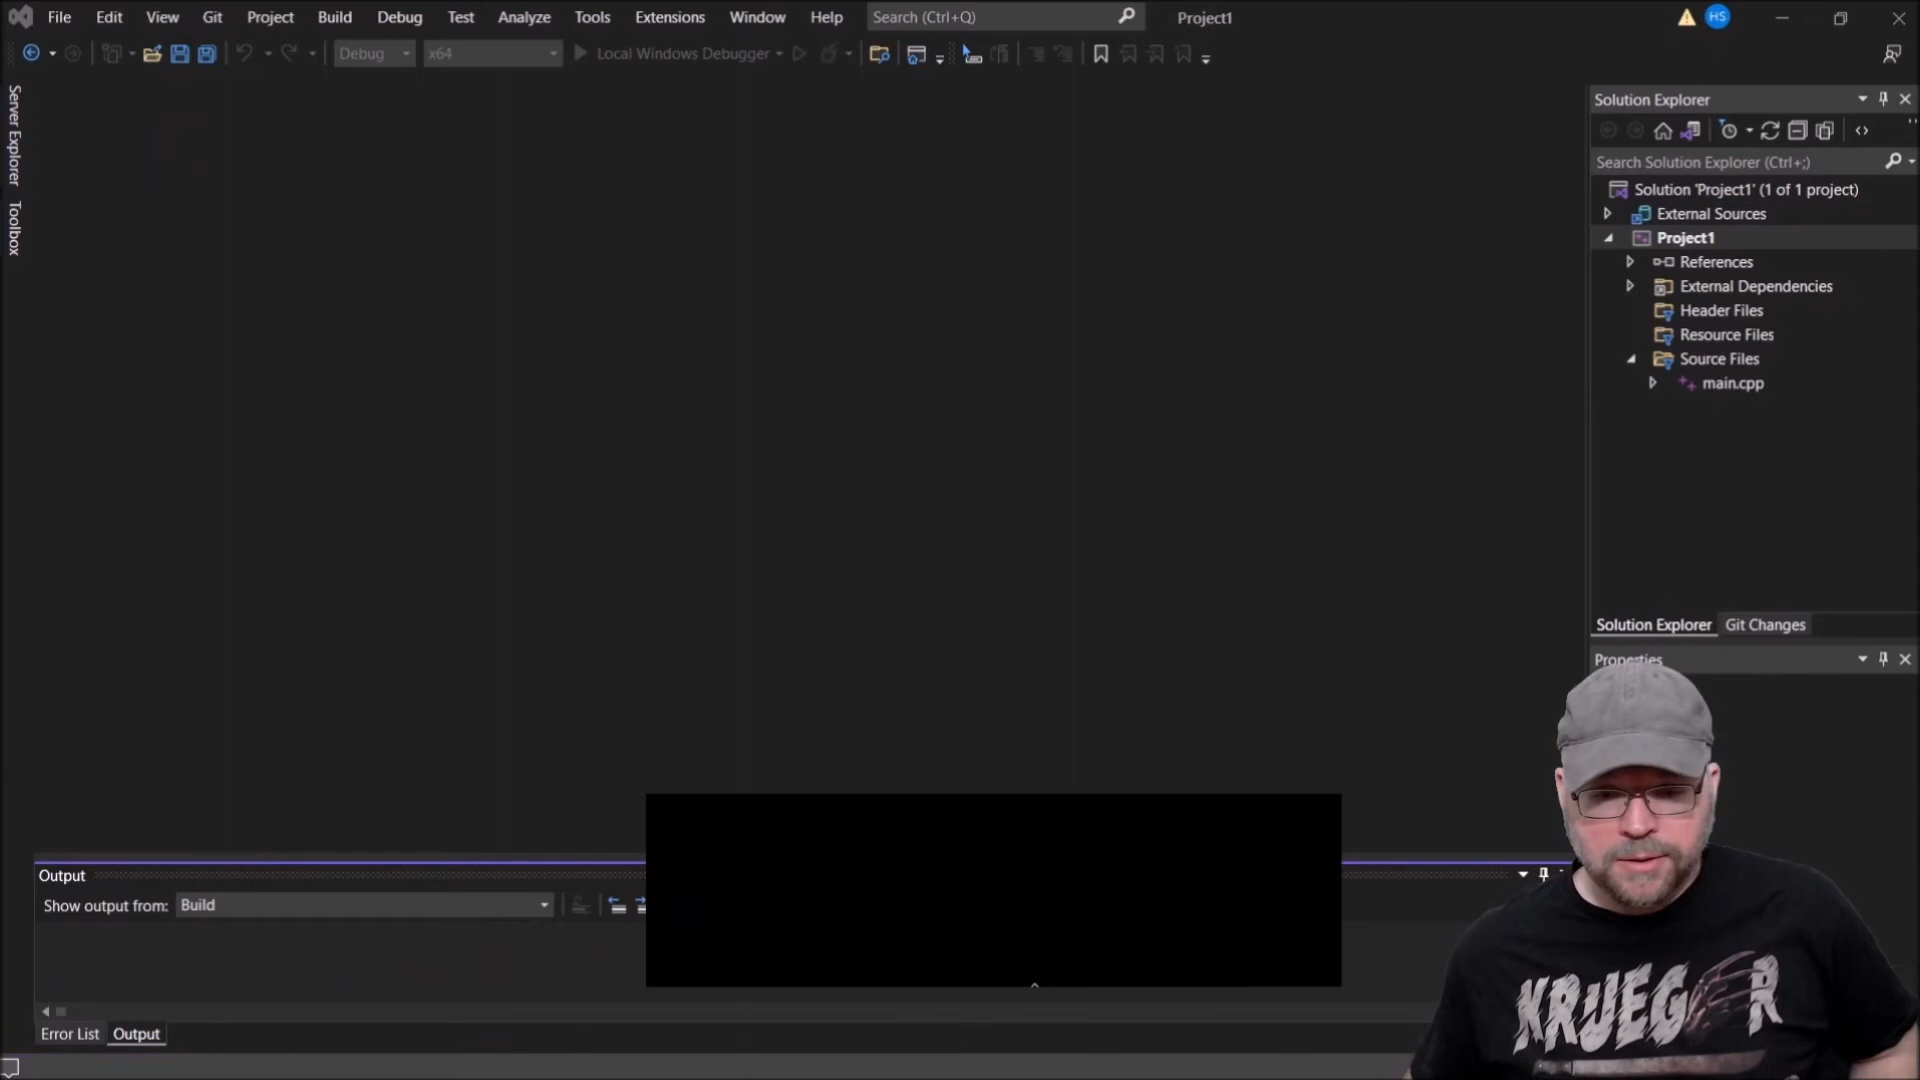 File Edit View Git Project Build Debug Test Analyze Tools Extensions Window Help Search (Ctrl+Q) Project1 HS
Debug x64 Local Windows Debugger
Server Explorer
Toolbox
Solution Explorer
Search Solution Explorer (Ctrl+;)
Solution 'Project1' (1 of 1 project)
External Sources
Project1
References
External Dependencies
Header Files
Resource Files
Source Files
main.cpp
Solution Explorer Git Changes
Properties
Output
Show output from: Build
Error List Output
KRUEGER